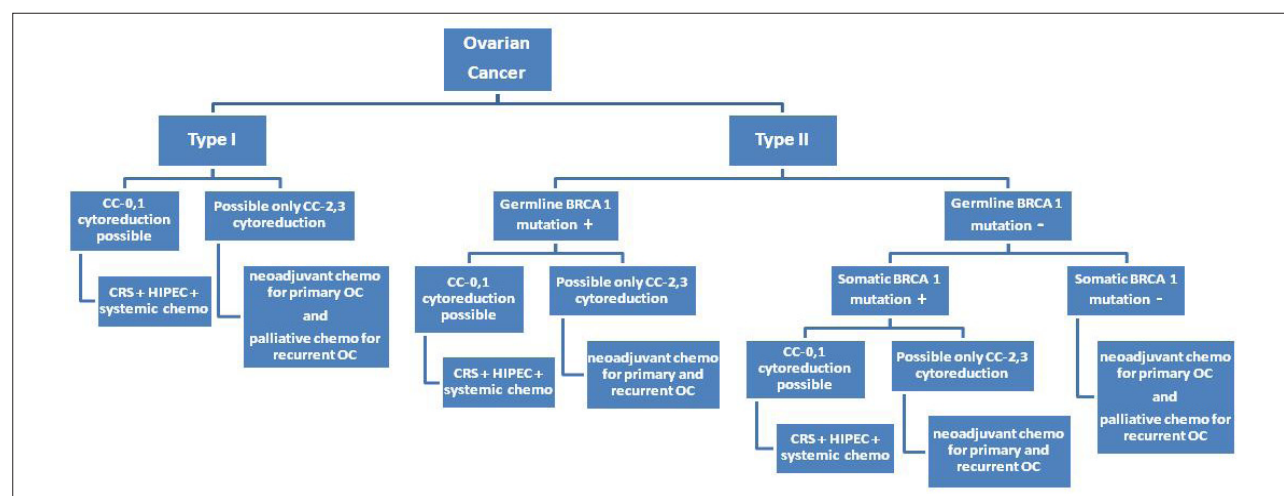 Ovarian
Cancer
Type I
Type II
CC-0,1
cytoreduction
possible
Possible only CC-2,3
cytoreduction
Germline BRCA 1
mutation +
Germline BRCA 1
mutation -
CRS + HIPEC +
systemic chemo
neoadjuvant chemo
for primary OC
and
palliative chemo for
recurrent OC
CC-0,1
cytoreduction
possible
Possible only CC-2,3
cytoreduction
Somatic BRCA 1
mutation +
Somatic BRCA 1
mutation -
CRS + HIPEC +
systemic chemo
neoadjuvant chemo
for primary and
recurrent OC
CC-0,1
cytoreduction
possible
Possible only CC-2,3
cytoreduction
neoadjuvant chemo
for primary OC
and
palliative chemo for
recurrent OC
CRS + HIPEC +
systemic chemo
neoadjuvant chemo
for primary and
recurrent OC